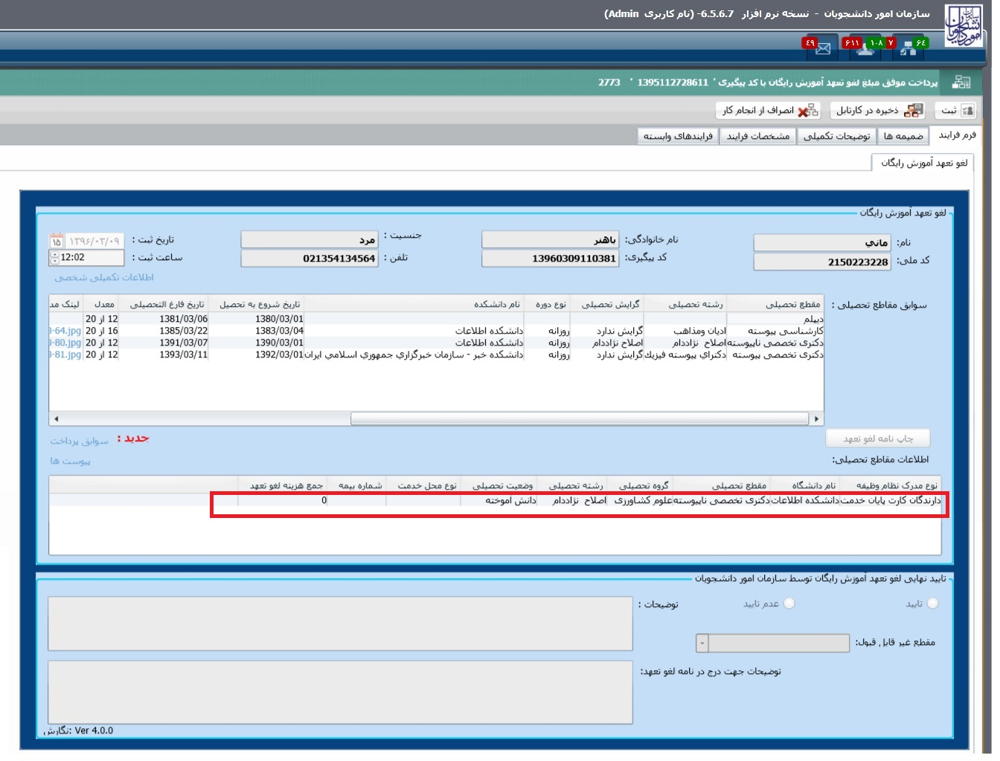 سازمان امور دانشجویان - نسخه نرم افزار 6.5.6.7- (نام کاربری Admin)
٦٤ ٧ ١٠٨ ٦١١ ٤٩
پرداخت موفق مبلغ لغو تعهد آموزش رایگان با کد پیگیری ' 1395112728611 ' 2773
ثبت ذخیره در کارتابل انصراف از انجام کار
فرم فرایند ضمیمه ها توضیحات تکمیلی مشخصات فرایند فرایندهای وابسته
لغو تعهد آموزش رایگان
لغو تعهد آموزش رایگان
نام: ماني نام خانوادگی: باهنر جنسیت : مرد تاریخ ثبت : ۱۳۹۶/۰۳/۰۹
کد ملی: 2150223228 کد پیگیری: 13960309110381 تلفن : 021354134564 ساعت ثبت : 12:02
اطلاعات تکمیلی شخصی
سوابق مقاطع تحصیلی :
مقطع تحصیلی رشته تحصیلی گرایش تحصیلی نوع دوره نام دانشکده تاریخ شروع به تحصیل تاریخ فارغ التحصیلی معدل لینک مد
دیپلم 1380/03/01 1381/03/06 12 از 20
کارشناسی پیوسته ادیان ومذاهب گرایش ندارد روزانه دانشکده اطلاعات 1383/03/04 1385/03/22 16 از 20 3-64.jpg
دکتری تخصصی ناپیوسته اصلاح نژاددام اصلاح نژاددام روزانه دانشکده اطلاعات 1390/03/01 1391/03/07 12 از 20 3-80.jpg
دکتری تخصصی پیوسته دکتراي پیوسته فیزیك گرایش ندارد روزانه دانشکده خبر - سازمان خبرگزاري جمهوري اسلامي ایران 1392/03/01 1393/03/11 12 از 20 3-81.jpg
چاپ نامه لغو تعهد جدید : سوابق پرداخت
اطلاعات مقاطع تحصیلی: پیوست ها
نوع مدرک نظام وظیفه نام دانشگاه مقطع تحصیلی گروه تحصیلی رشته تحصیلی وضعیت تحصیلی نوع محل خدمت شماره بیمه جمع هزینه لغو تعهد
دارندگان کارت پایان خدمت دانشکده اطلاعات دکتری تخصصی ناپیوسته علوم کشاورزی اصلاح نژاددام دانش اموخته 0
تایید نهایی لغو تعهد آموزش رایگان توسط سازمان امور دانشجویان
تایید عدم تایید توضیحات :
مقطع غیر قابل قبول:
توضیحات جهت درج در نامه لغو تعهد:
نگارش: Ver 4.0.0